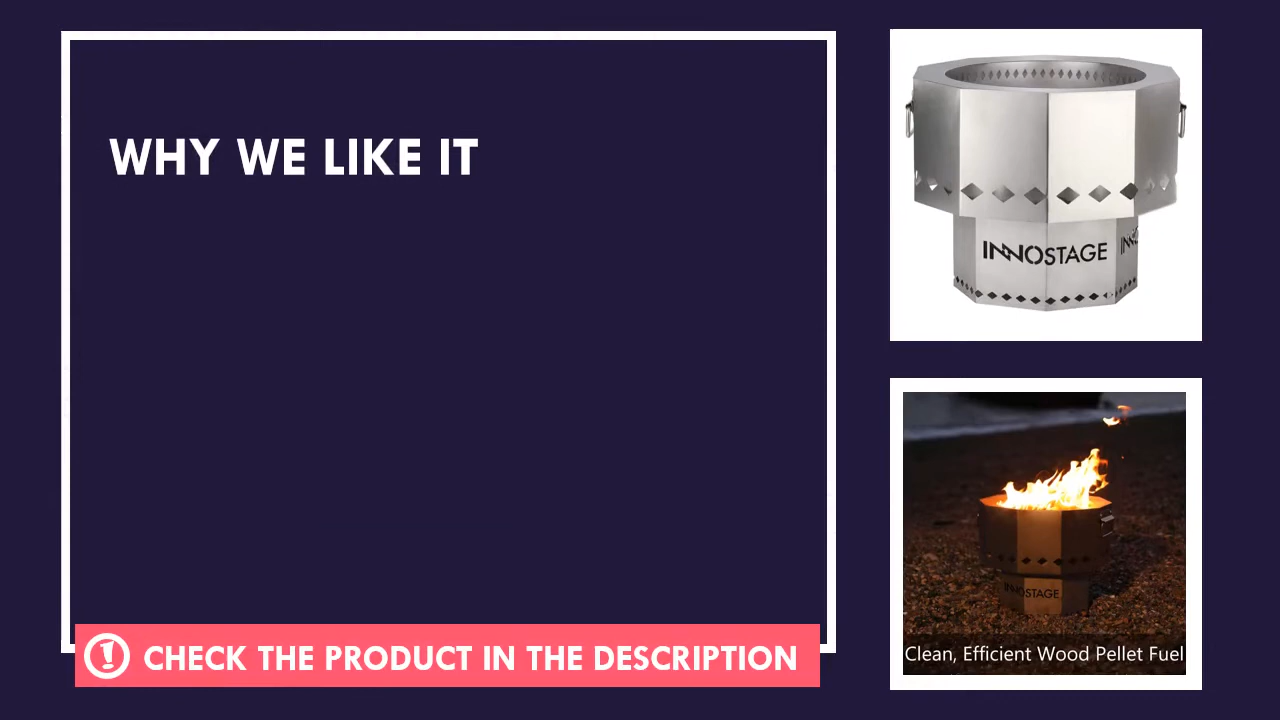 WHY WE LIKE IT
INNOSTAGE
INNOSTAGE
Clean, Efficient Wood Pellet Fuel
CHECK THE PRODUCT IN THE DESCRIPTION